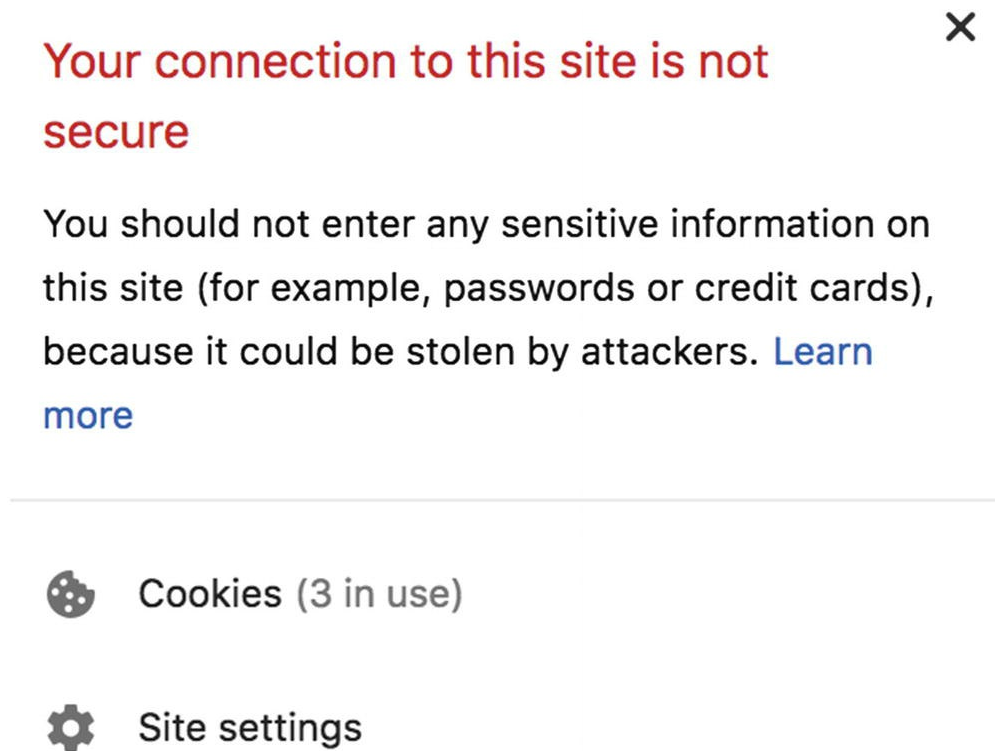 Your connection to this site is not
secure
You should not enter any sensitive information on
this site (for example, passwords or credit cards),
because it could be stolen by attackers. Learn
more
Cookies (3 in use)
Site settings